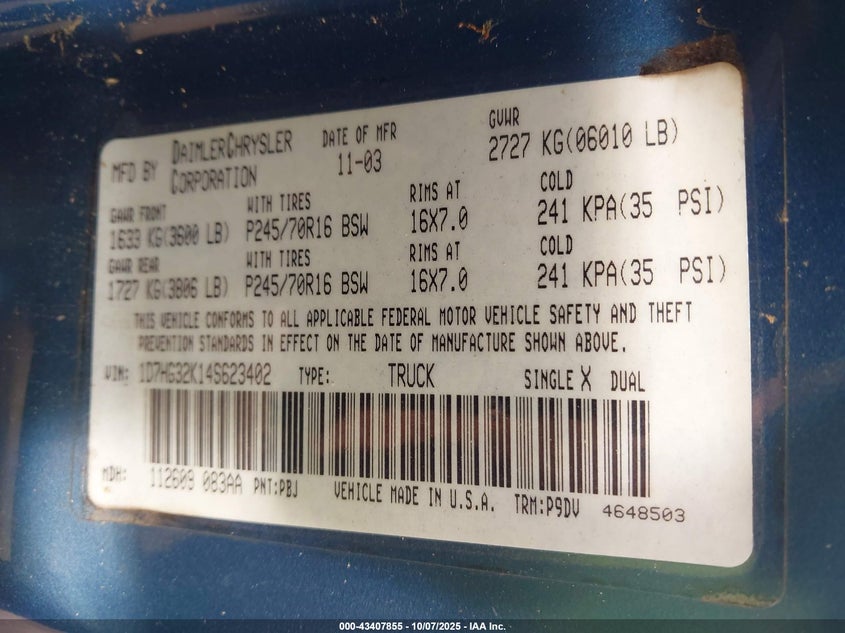 MFD BY DAIMLERCHRYSLER CORPORATION DATE OF MFR 11-03 GVWR 2727 KG(06010 LB)
GAWR FRONT WITH TIRES RIMS AT COLD
1633 KG(3600 LB) P245/70R16 BSW 16X7.0 241 KPA(35 PSI)
GAWR REAR WITH TIRES RIMS AT COLD
1727 KG(3806 LB) P245/70R16 BSW 16X7.0 241 KPA(35 PSI)
THIS VEHICLE CONFORMS TO ALL APPLICABLE FEDERAL MOTOR VEHICLE SAFETY AND THEFT
PREVENTION STANDARDS IN EFFECT ON THE DATE OF MANUFACTURE SHOWN ABOVE.
VIN: 1D7HG32K14S623402 TYPE: TRUCK SINGLE X DUAL
MDH: 112609 083AA PNT:PBJ VEHICLE MADE IN U.S.A. TRM:P9DV 4648503
000-43407855 - 10/07/2025 - IAA Inc.